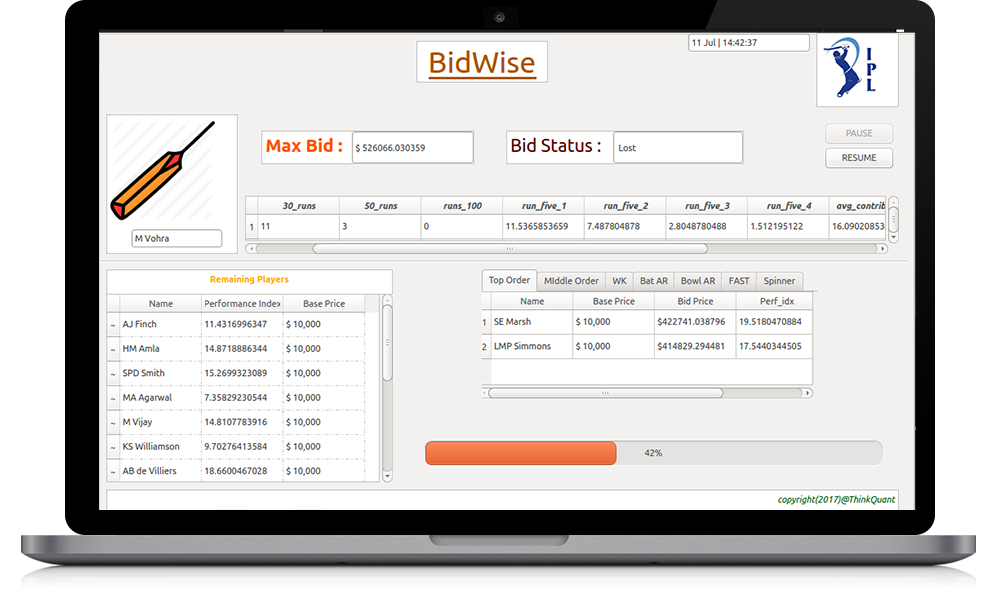 11 Jul | 14:42:37
BidWise
IPL
Max Bid : $ 526066.030359 Bid Status : Lost
PAUSE
RESUME
M Vohra
30_runs 50_runs runs_100 run_five_1 run_five_2 run_five_3 run_five_4 avg_contrib
1 11 3 0 11.5365853659 7.487804878 2.8048780488 1.512195122 16.09020853
Remaining Players
Name Performance Index Base Price
~ AJ Finch 11.4316996347 $ 10,000
~ HM Amla 14.8718886344 $ 10,000
~ SPD Smith 15.2699323089 $ 10,000
~ MA Agarwal 7.35829230544 $ 10,000
~ M Vijay 14.8107783916 $ 10,000
~ KS Williamson 9.70276413584 $ 10,000
~ AB de Villiers 18.6600467028 $ 10,000
Top Order MIddle Order WK Bat AR Bowl AR FAST Spinner
Name Base Price Bid Price Perf_idx
1 SE Marsh $ 10,000 $422741.038796 19.5180470884
2 LMP Simmons $ 10,000 $414829.294481 17.5440344505
42%
copyright(2017)@ThinkQuant